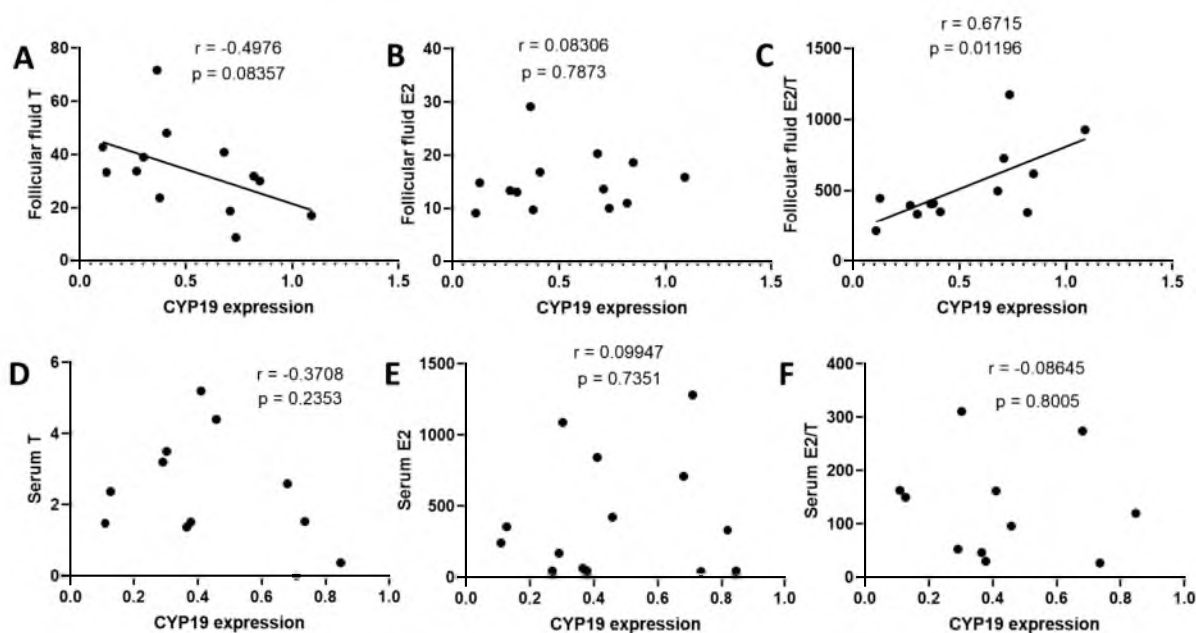 A
r = -0.4976
p = 0.08357
Follicular fluid T
80
60
40
20
0
0.0 0.5 1.0 1.5
CYP19 expression
B
r = 0.08306
p = 0.7873
Follicular fluid E2
40
30
20
10
0
0.0 0.5 1.0 1.5
CYP19 expression
C
r = 0.6715
p = 0.01196
Follicular fluid E2/T
1500
1000
500
0
0.0 0.5 1.0 1.5
CYP19 expression
D
r = -0.3708
p = 0.2353
Serum T
6
4
2
0
0.0 0.2 0.4 0.6 0.8 1.0
CYP19 expression
E
r = 0.09947
p = 0.7351
Serum E2
1500
1000
500
0
0.0 0.2 0.4 0.6 0.8 1.0
CYP19 expression
F
r = -0.08645
p = 0.8005
Serum E2/T
400
300
200
100
0
0.0 0.2 0.4 0.6 0.8 1.0
CYP19 expression